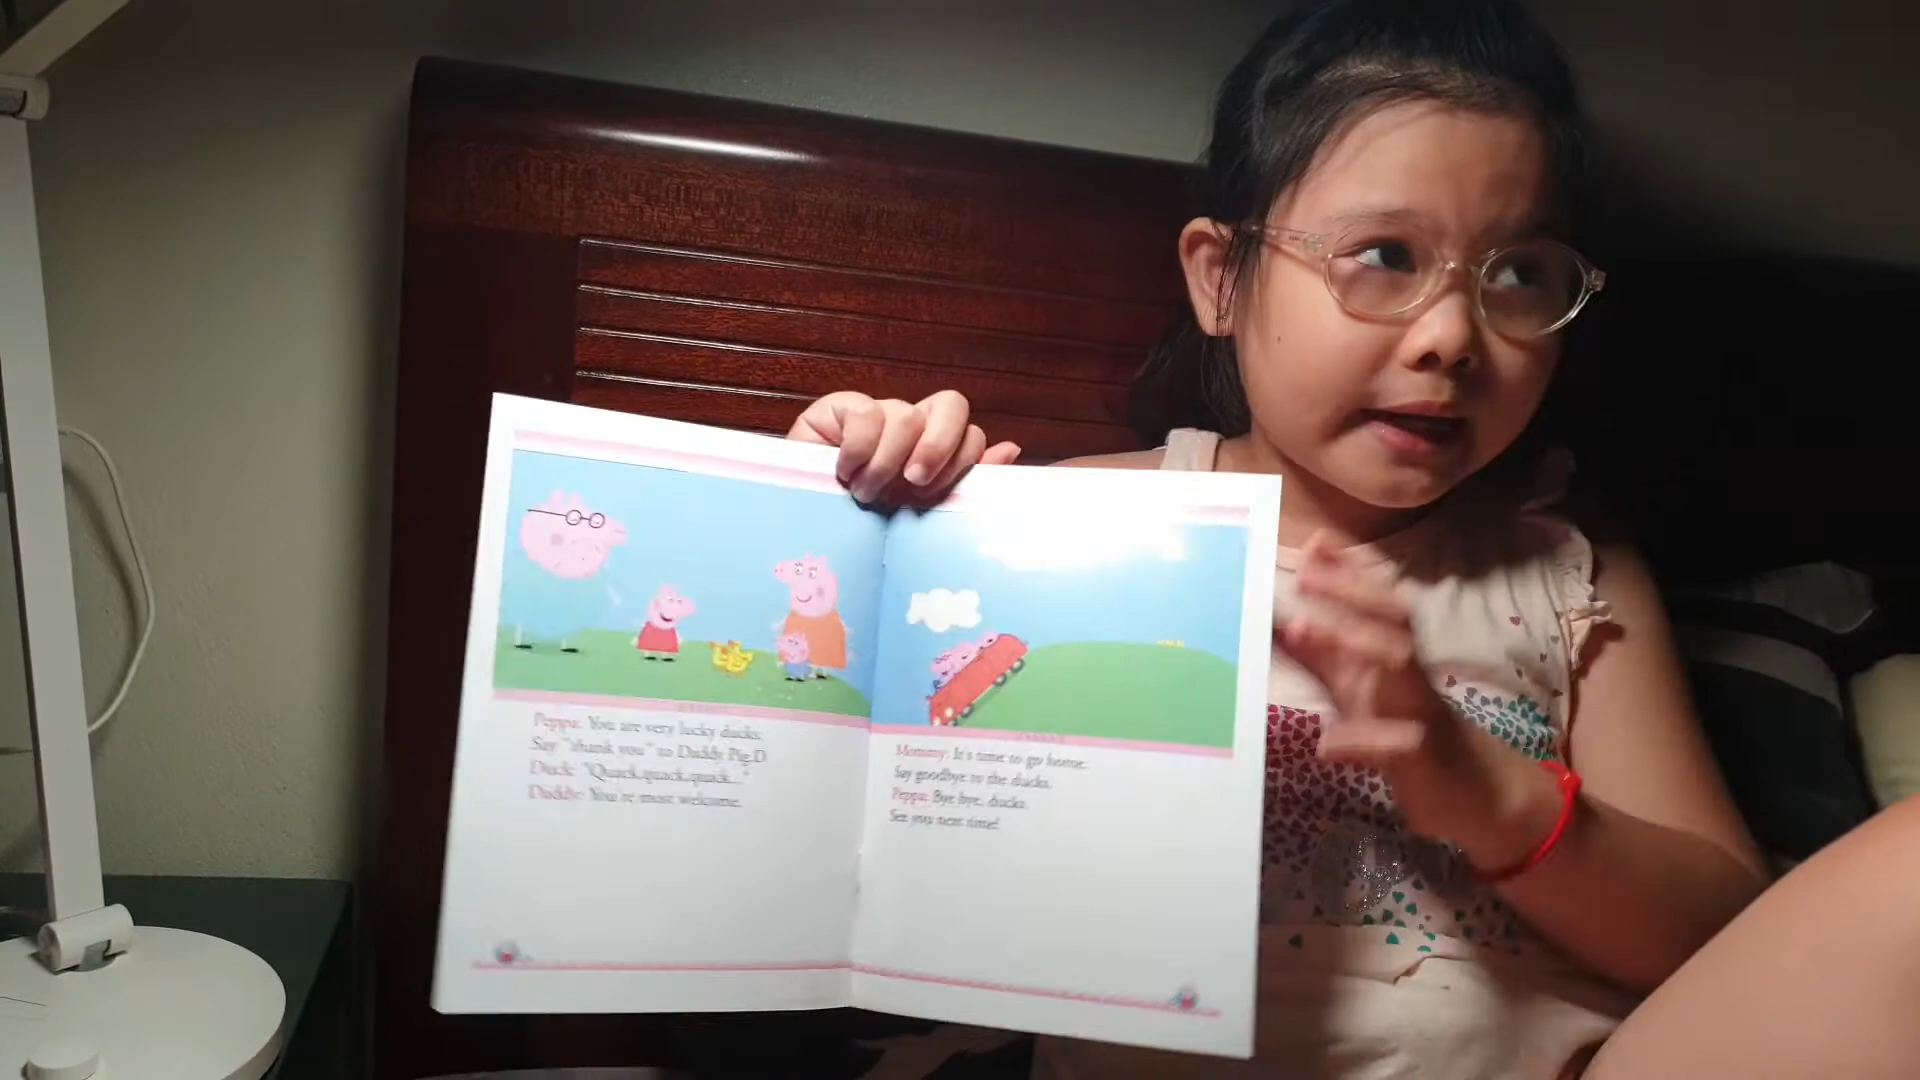 Peppa: You are very lucky ducks.
Say "thank you" to Daddy Pig.D
Duck: "Quack.quack.quack..."
Daddy: You're most welcome.
Mommy: It's time to go home.
Say goodbye to the ducks.
Peppa: Bye bye, ducks.
See you next time!